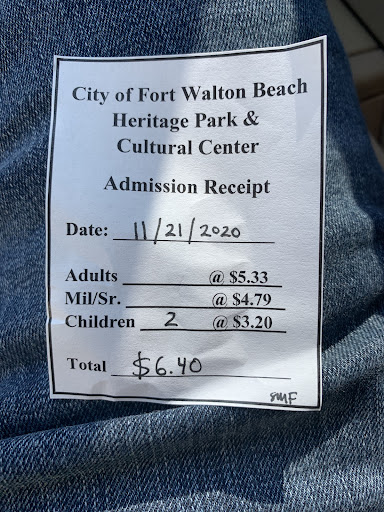 City of Fort Walton Beach
Heritage Park &
Cultural Center
Admission Receipt
Date: 11/21/2020
Adults @ $5.33
Mil/Sr. @ $4.79
Children 2 @ $3.20
Total $6.40